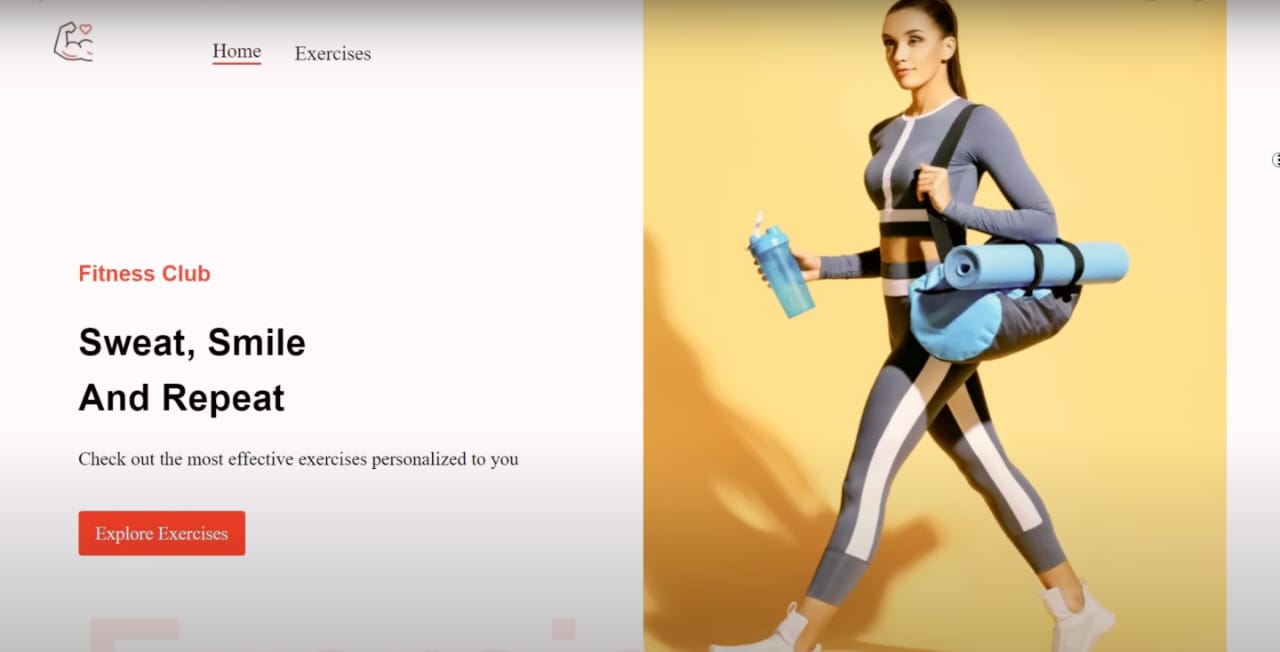 Home Exercises
Fitness Club
Sweat, Smile
And Repeat
Check out the most effective exercises personalized to you
Explore Exercises